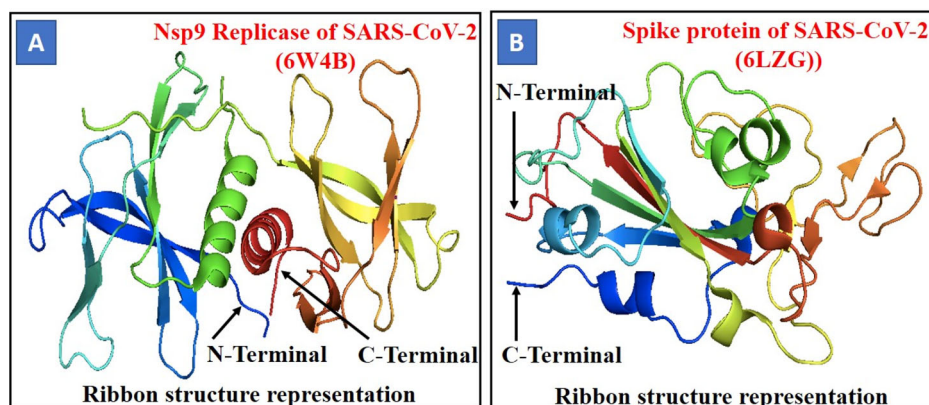 A
Nsp9 Replicase of SARS-CoV-2
(6W4B)
N-Terminal
C-Terminal
Ribbon structure representation
B
Spike protein of SARS-CoV-2
(6LZG))
N-Terminal
C-Terminal
Ribbon structure representation